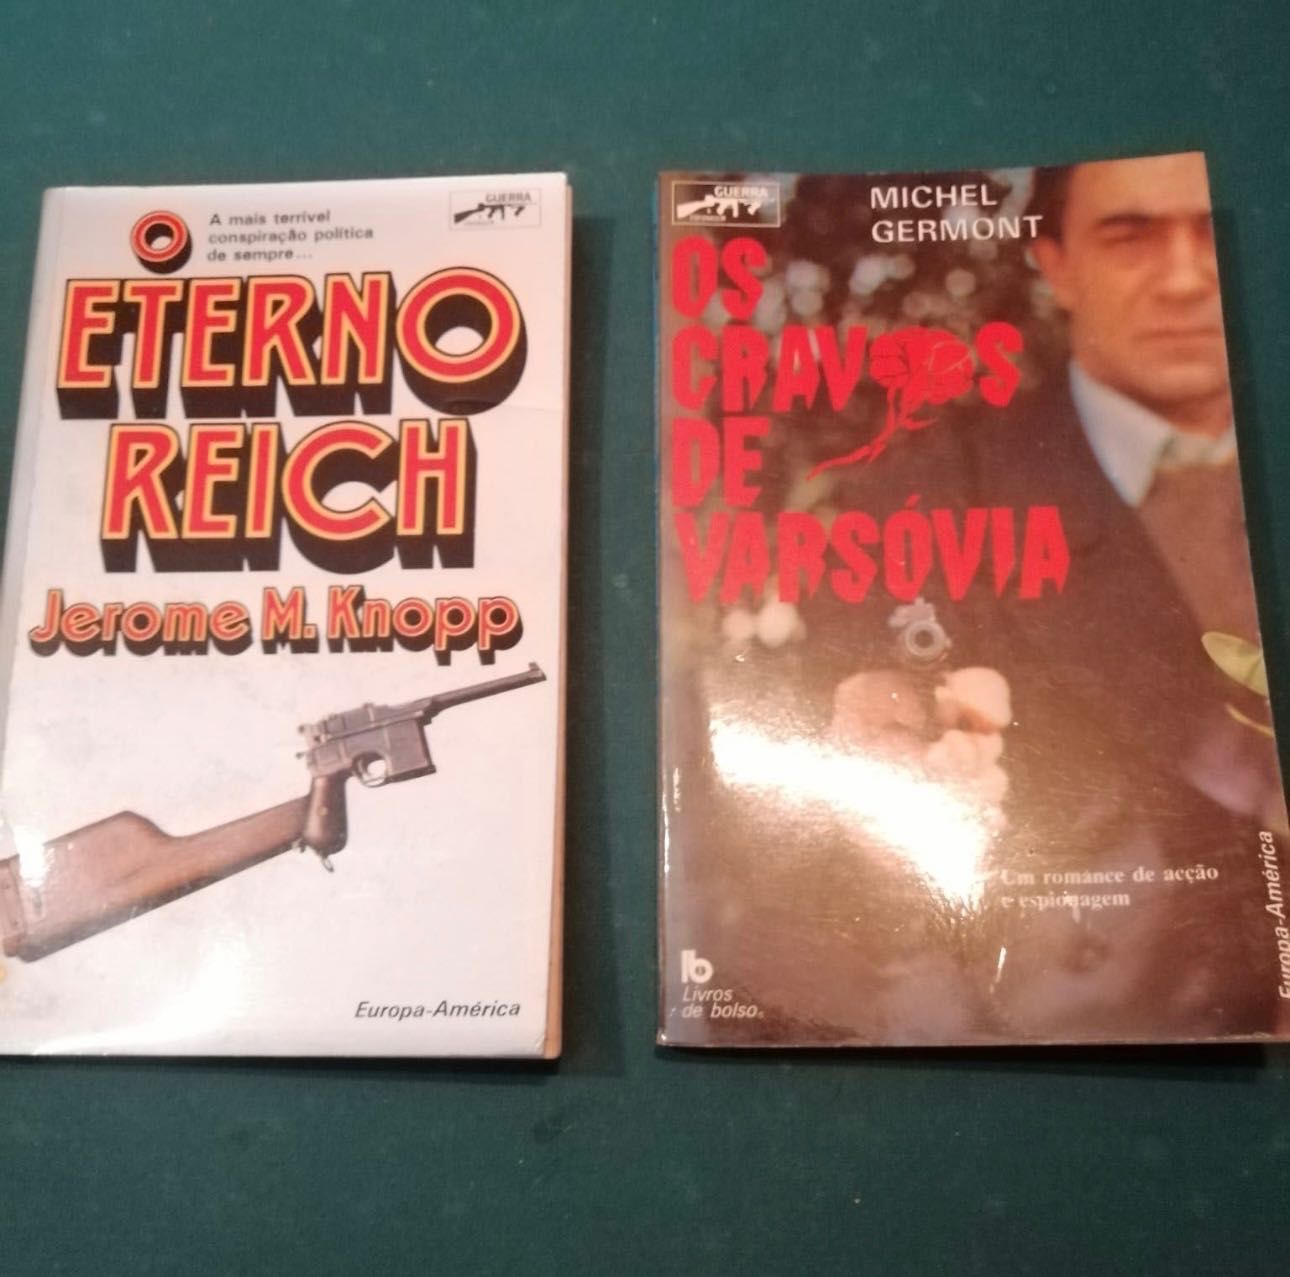 O
A mais terrível
conspiração política
de sempre...
GUERRA
ETERNO
REICH
Jerome M. Knopp
Europa-América
GUERRA
MICHEL
GERMONT
OS
CRAVOS
DE
VARSÓVIA
Um romance de acção
e espionagem
lb
Livros
de bolso
Europa-América